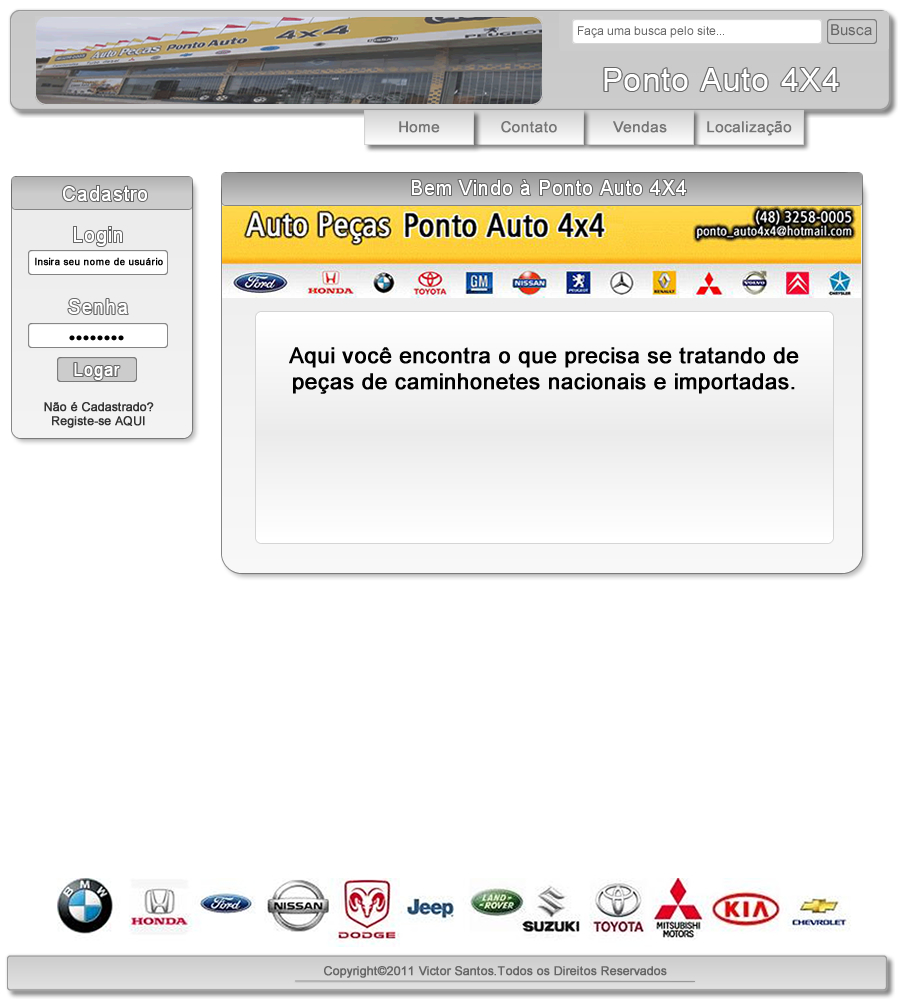 Auto Peças Ponto Auto 4x4
PEUGEOT
Faça uma busca pelo site...
Busca
Ponto Auto 4X4
Home
Contato
Vendas
Localização
Cadastro
Login
Insira seu nome de usuário
Senha
Logar
Não é Cadastrado?
Registe-se AQUI
Bem Vindo à Ponto Auto 4X4
Auto Peças Ponto Auto 4x4
(48) 3258-0005
ponto_auto4x4@hotmail.com
Ford
HONDA
TOYOTA
GM
NISSAN
PEUGEOT
RENAULT
VOLVO
CHRYSLER
Aqui você encontra o que precisa se tratando de
peças de caminhonetes nacionais e importadas.
BMW
HONDA
Ford
NISSAN
DODGE
Jeep
LAND ROVER
SUZUKI
TOYOTA
MITSUBISHI
MOTORS
KIA
CHEVROLET
Copyright©2011 Victor Santos.Todos os Direitos Reservados